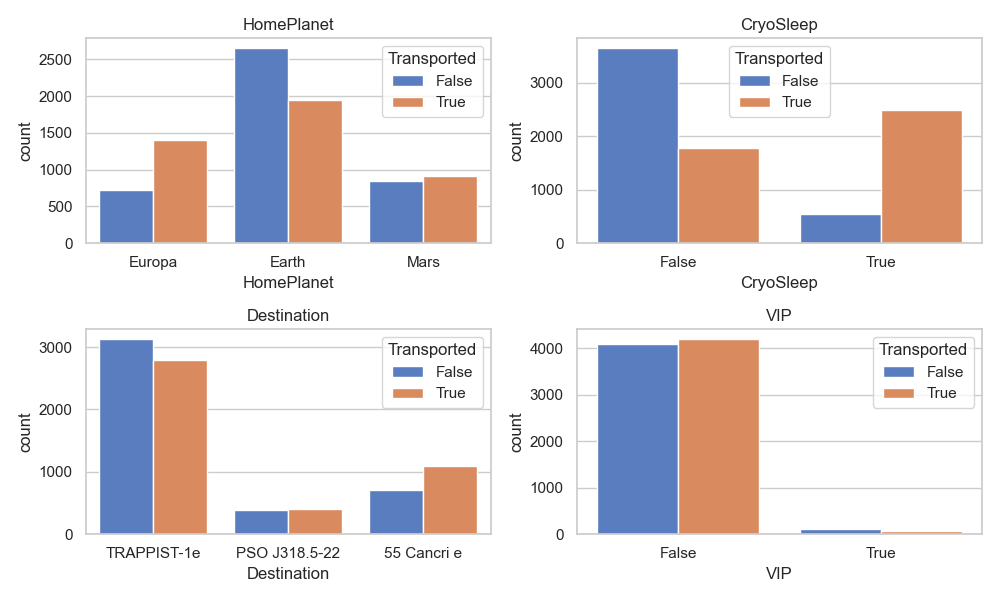 HomePlanet
Transported
False
True
2500
2000
1500
1000
500
0
count
Europa Earth Mars
HomePlanet
CryoSleep
Transported
False
True
3000
2000
1000
0
count
False True
CryoSleep
Destination
Transported
False
True
3000
2000
1000
0
count
TRAPPIST-1e PSO J318.5-22 55 Cancri e
Destination
VIP
Transported
False
True
4000
3000
2000
1000
0
count
False True
VIP